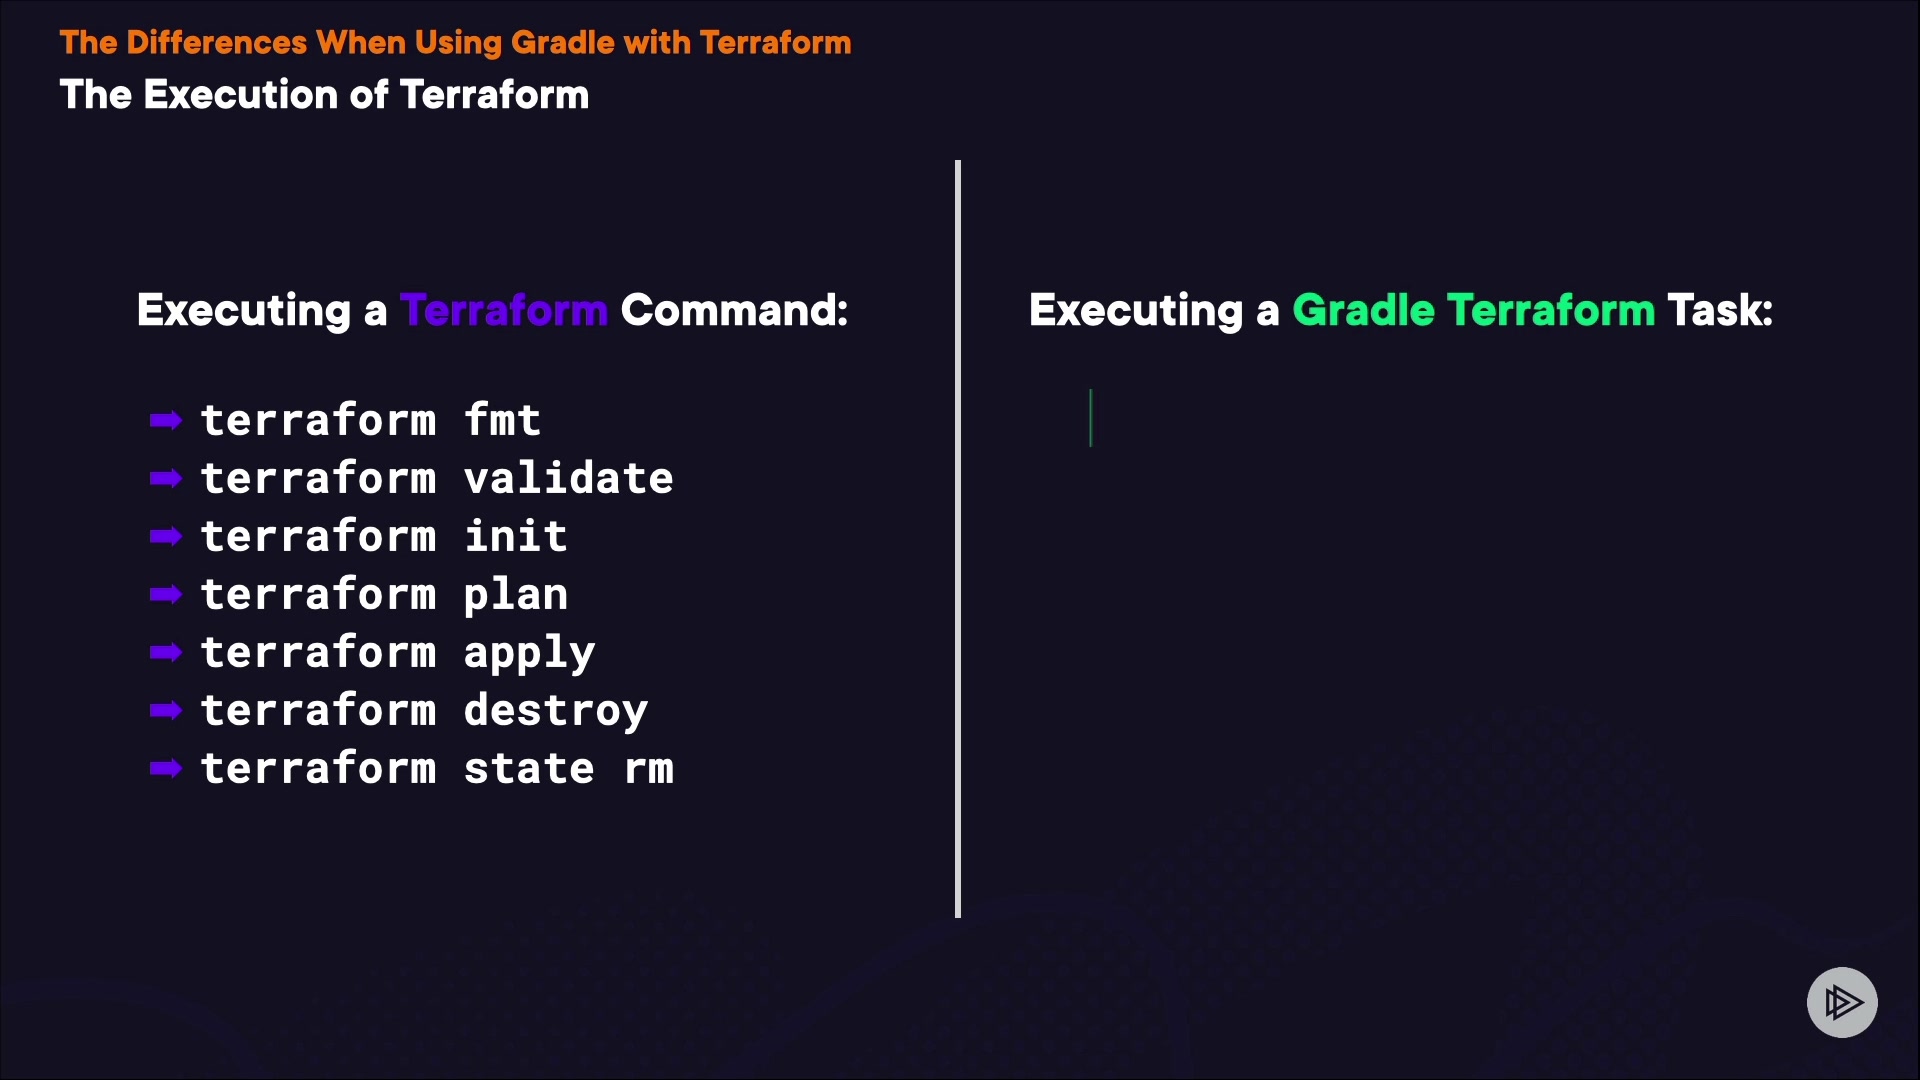 The Differences When Using Gradle with Terraform
The Execution of Terraform
Executing a Terraform Command:
➡ terraform fmt
➡ terraform validate
➡ terraform init
➡ terraform plan
➡ terraform apply
➡ terraform destroy
➡ terraform state rm
Executing a Gradle Terraform Task: